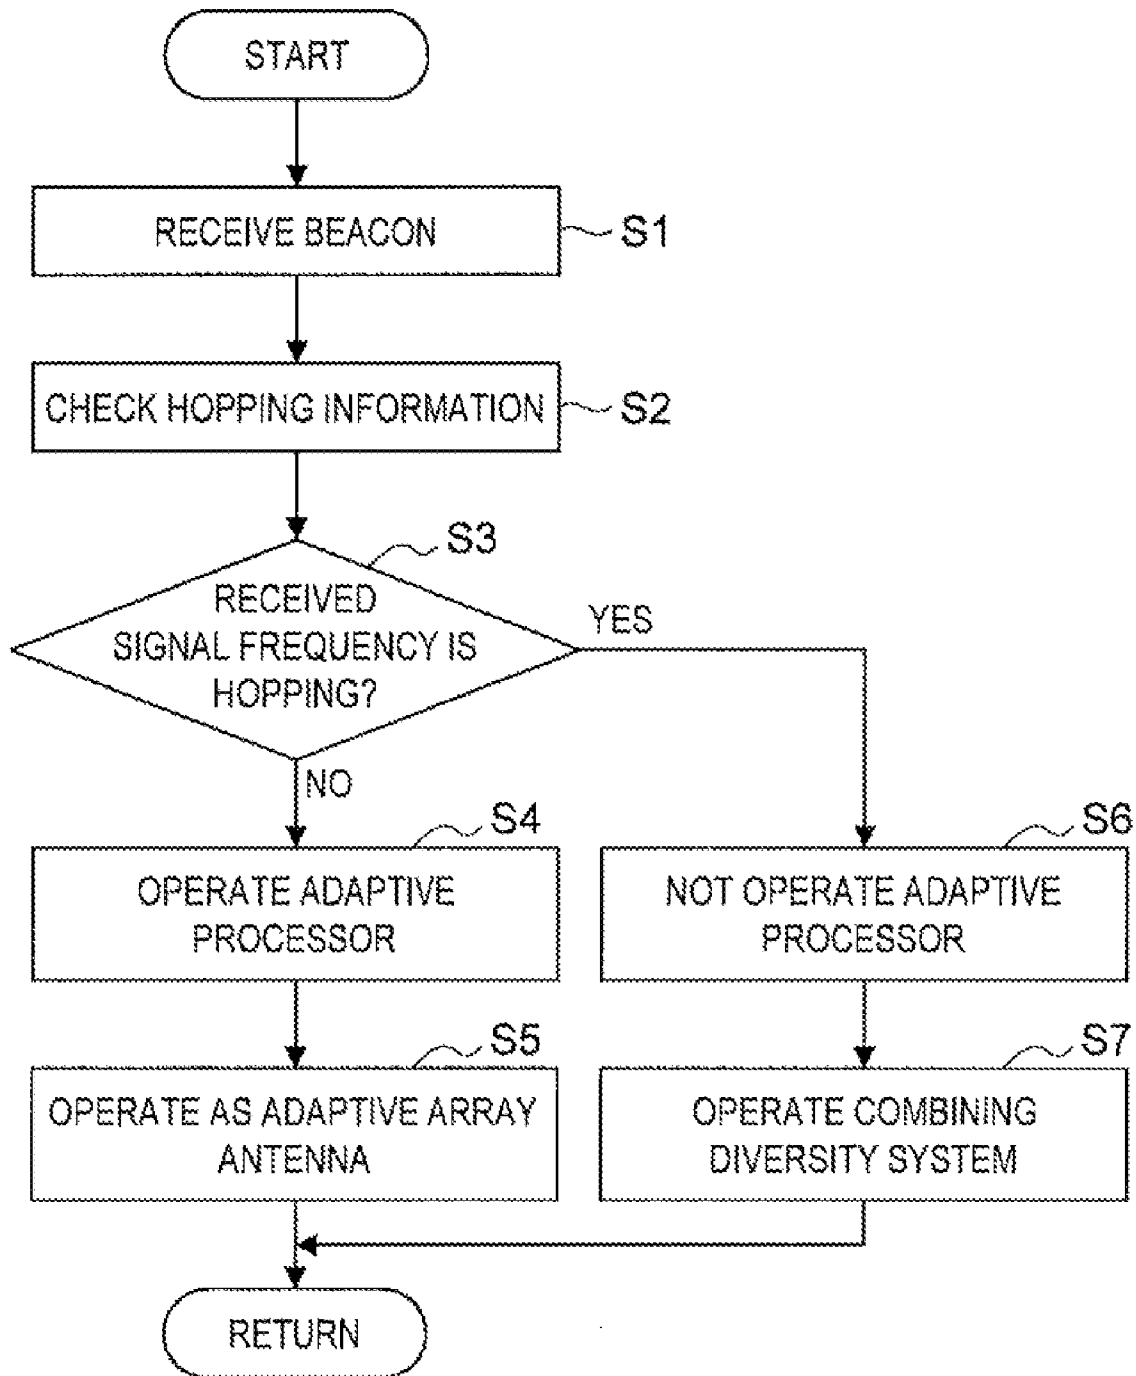 START
RECEIVE BEACON
S1
CHECK HOPPING INFORMATION
S2
S3
RECEIVED
SIGNAL FREQUENCY IS
HOPPING?
YES
NO
S4
OPERATE ADAPTIVE
PROCESSOR
S6
NOT OPERATE ADAPTIVE
PROCESSOR
S5
OPERATE AS ADAPTIVE ARRAY
ANTENNA
S7
OPERATE COMBINING
DIVERSITY SYSTEM
RETURN